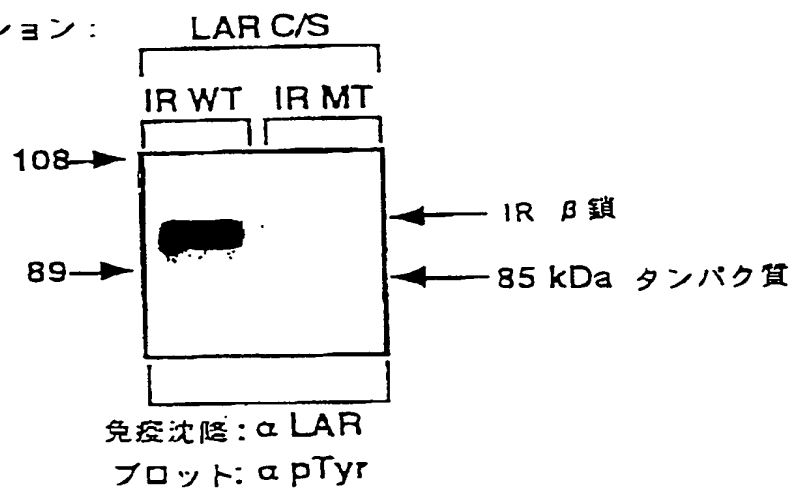 ション: LAR C/S
IR WT IR MT
108
IR β鎖
89
85 kDa タンパク質
免疫沈降: α LAR
ブロット: α pTyr